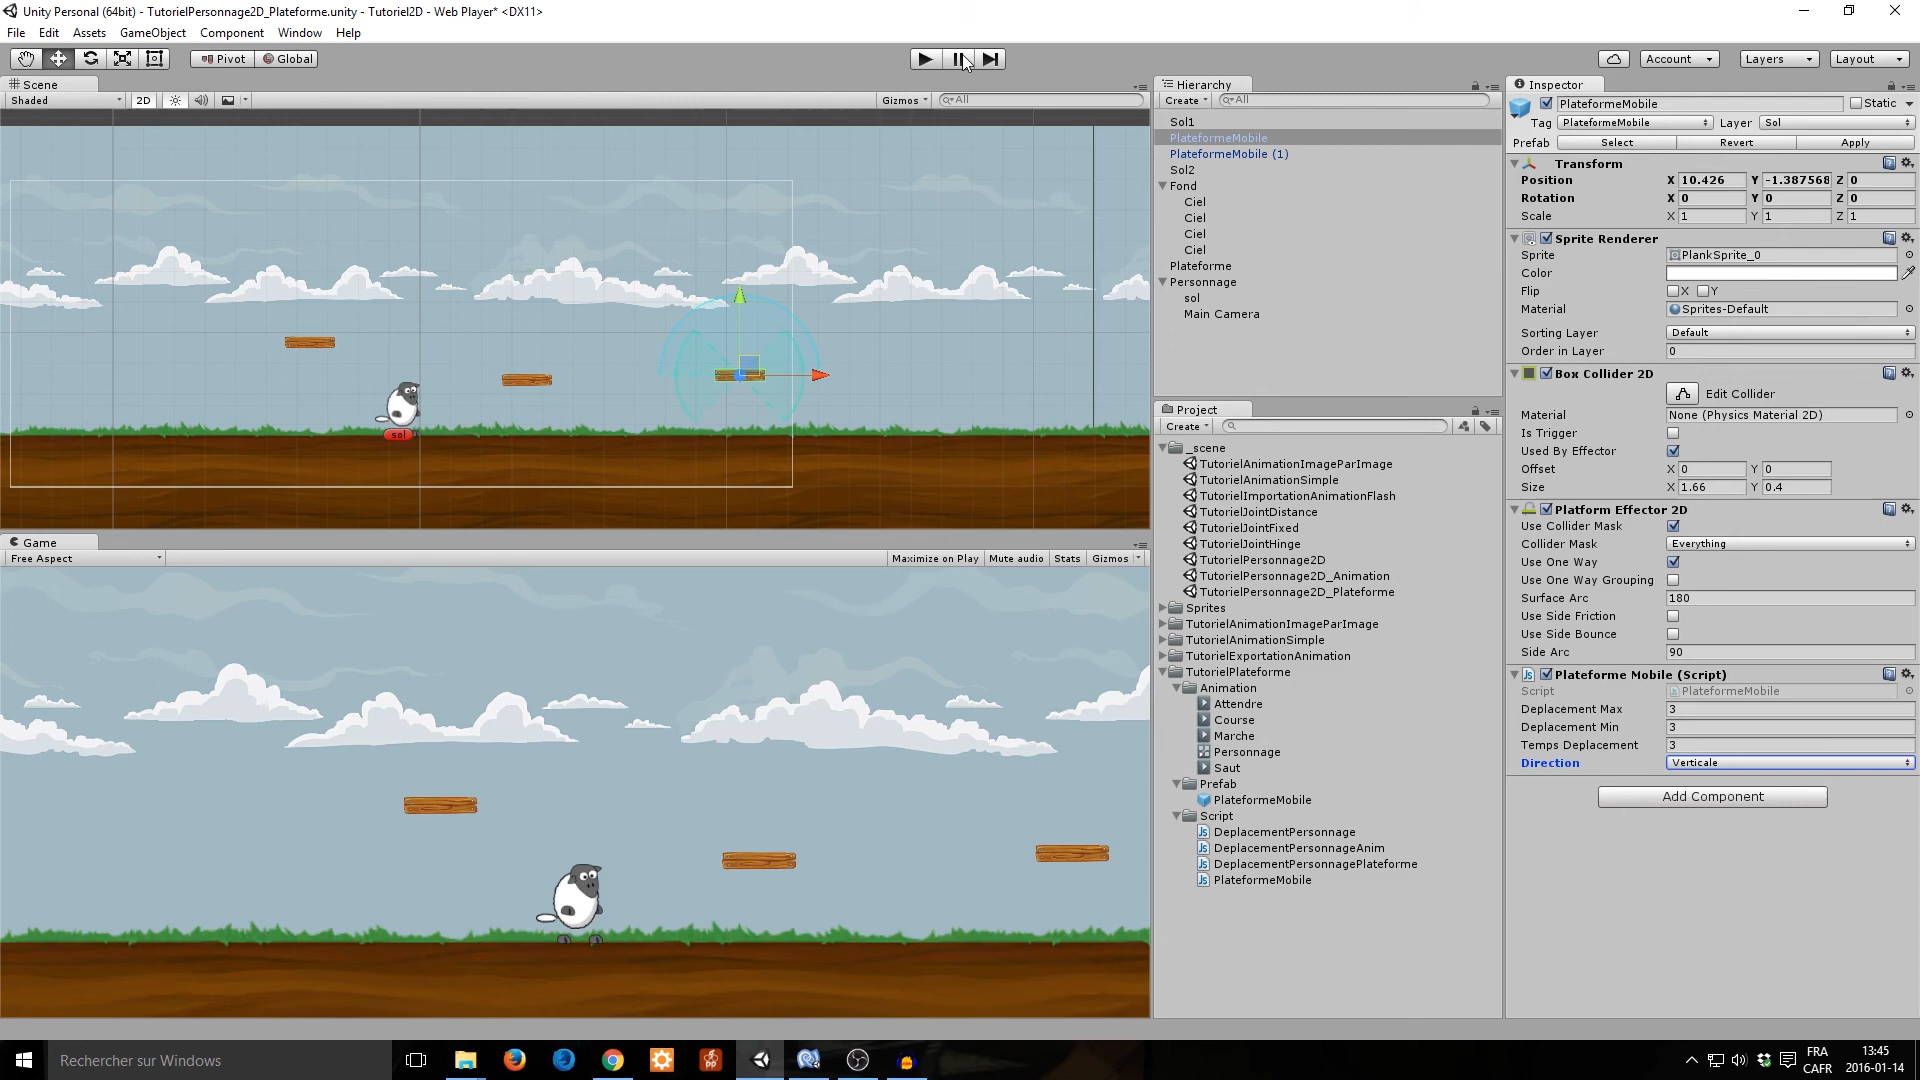 Unity Personal (64bit) - TutorielPersonnage2D_Plateforme.unity - Tutoriel2D - Web Player* <DX11>
File Edit Assets GameObject Component Window Help
Pivot Global Account Layers Layout
Scene
Shaded 2D Gizmos All
sol
Game
Free Aspect Maximize on Play Mute audio Stats Gizmos
Hierarchy
Create All
Sol1
PlateformeMobile
PlateformeMobile (1)
Sol2
Fond
Ciel
Ciel
Ciel
Ciel
Plateforme
Personnage
sol
Main Camera
Project
Create
_scene
TutorielAnimationImageParImage
TutorielAnimationSimple
TutorielImportationAnimationFlash
TutorielJointDistance
TutorielJointFixed
TutorielJointHinge
TutorielPersonnage2D
TutorielPersonnage2D_Animation
TutorielPersonnage2D_Plateforme
Sprites
TutorielAnimationImageParImage
TutorielAnimationSimple
TutorielExportationAnimation
TutorielPlateforme
Animation
Attendre
Course
Marche
Personnage
Saut
Prefab
PlateformeMobile
Script
DeplacementPersonnage
DeplacementPersonnageAnim
DeplacementPersonnagePlateforme
PlateformeMobile
Inspector
PlateformeMobile Static
Tag PlateformeMobile Layer Sol
Prefab Select Revert Apply
Transform
Position X 10.426 Y -1.387568 Z 0
Rotation X 0 Y 0 Z 0
Scale X 1 Y 1 Z 1
Sprite Renderer
Sprite PlankSprite_0
Color
Flip X Y
Material Sprites-Default
Sorting Layer Default
Order in Layer 0
Box Collider 2D
Edit Collider
Material None (Physics Material 2D)
Is Trigger
Used By Effector
Offset X 0 Y 0
Size X 1.66 Y 0.4
Platform Effector 2D
Use Collider Mask
Collider Mask Everything
Use One Way
Use One Way Grouping
Surface Arc 180
Use Side Friction
Use Side Bounce
Side Arc 90
Plateforme Mobile (Script)
Script PlateformeMobile
Deplacement Max 3
Deplacement Min 3
Temps Deplacement 3
Direction Verticale
Add Component
Rechercher sur Windows
FRA
CAFR
13:45
2016-01-14